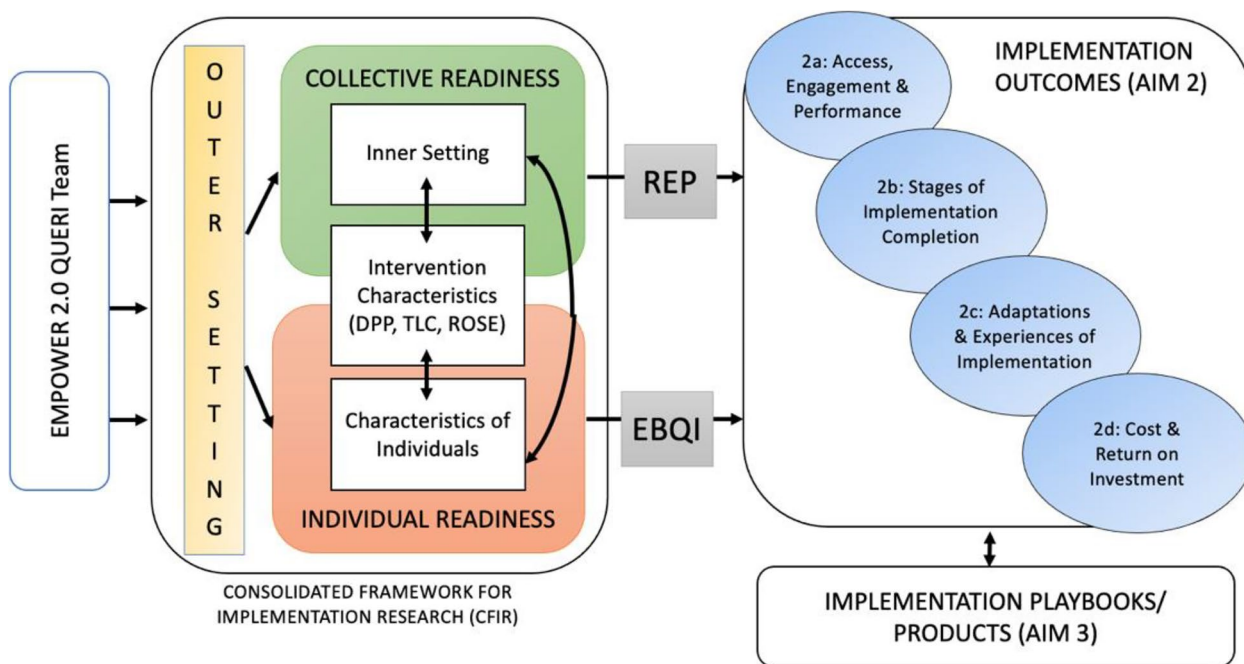 EMPOWER 2.0 QUERI Team
OUTER SETTING
COLLECTIVE READINESS
Inner Setting
Intervention
Characteristics
(DPP, TLC, ROSE)
Characteristics of
Individuals
INDIVIDUAL READINESS
CONSOLIDATED FRAMEWORK FOR
IMPLEMENTATION RESEARCH (CFIR)
REP
EBQI
IMPLEMENTATION
OUTCOMES (AIM 2)
2a: Access,
Engagement &
Performance
2b: Stages of
Implementation
Completion
2c: Adaptations
& Experiences of
Implementation
2d: Cost &
Return on
Investment
IMPLEMENTATION PLAYBOOKS/
PRODUCTS (AIM 3)